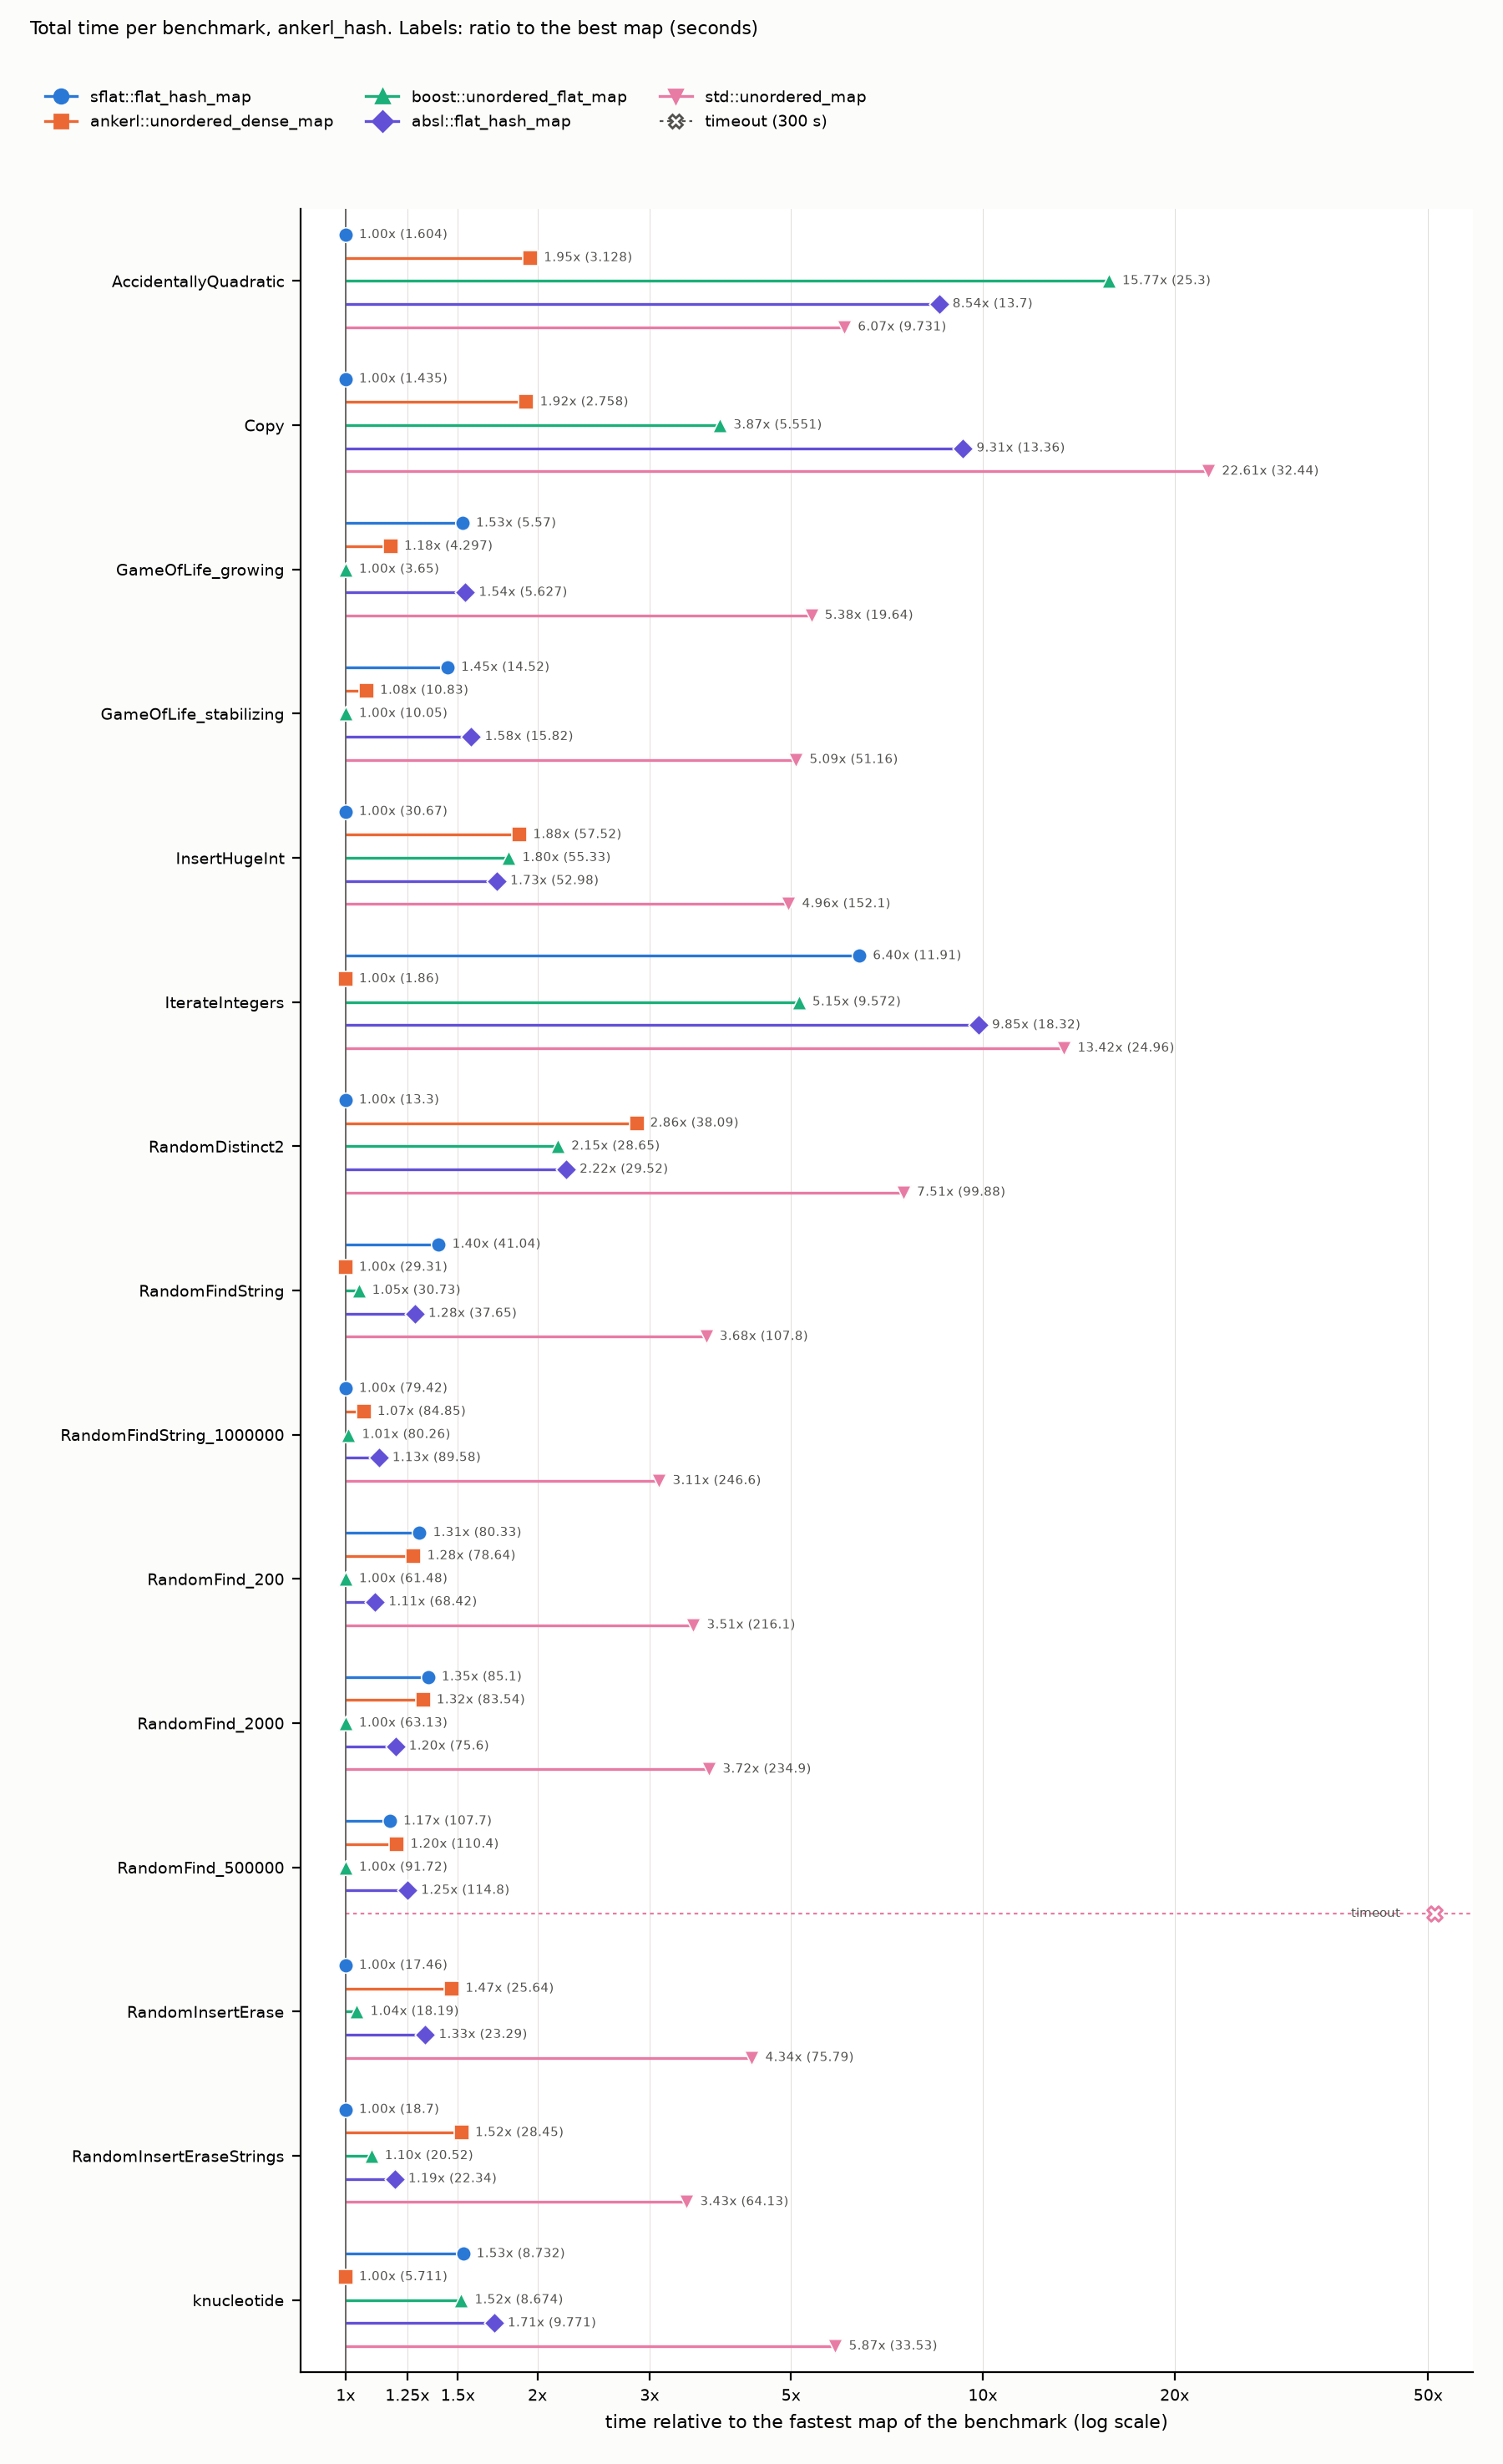 Total time per benchmark, ankerl_hash. Labels: ratio to the best map (seconds)
sflat::flat_hash_map
boost::unordered_flat_map
std::unordered_map
ankerl::unordered_dense_map
absl::flat_hash_map
timeout (300 s)
AccidentallyQuadratic
1.00x (1.604)
1.95x (3.128)
15.77x (25.3)
8.54x (13.7)
6.07x (9.731)
Copy
1.00x (1.435)
1.92x (2.758)
3.87x (5.551)
9.31x (13.36)
22.61x (32.44)
GameOfLife_growing
1.53x (5.57)
1.18x (4.297)
1.00x (3.65)
1.54x (5.627)
5.38x (19.64)
GameOfLife_stabilizing
1.45x (14.52)
1.08x (10.83)
1.00x (10.05)
1.58x (15.82)
5.09x (51.16)
InsertHugeInt
1.00x (30.67)
1.88x (57.52)
1.80x (55.33)
1.73x (52.98)
4.96x (152.1)
IterateIntegers
6.40x (11.91)
1.00x (1.86)
5.15x (9.572)
9.85x (18.32)
13.42x (24.96)
RandomDistinct2
1.00x (13.3)
2.86x (38.09)
2.15x (28.65)
2.22x (29.52)
7.51x (99.88)
RandomFindString
1.40x (41.04)
1.00x (29.31)
1.05x (30.73)
1.28x (37.65)
3.68x (107.8)
RandomFindString_1000000
1.00x (79.42)
1.07x (84.85)
1.01x (80.26)
1.13x (89.58)
3.11x (246.6)
RandomFind_200
1.31x (80.33)
1.28x (78.64)
1.00x (61.48)
1.11x (68.42)
3.51x (216.1)
RandomFind_2000
1.35x (85.1)
1.32x (83.54)
1.00x (63.13)
1.20x (75.6)
3.72x (234.9)
RandomFind_500000
1.17x (107.7)
1.20x (110.4)
1.00x (91.72)
1.25x (114.8)
timeout
RandomInsertErase
1.00x (17.46)
1.47x (25.64)
1.04x (18.19)
1.33x (23.29)
4.34x (75.79)
RandomInsertEraseStrings
1.00x (18.7)
1.52x (28.45)
1.10x (20.52)
1.19x (22.34)
3.43x (64.13)
knucleotide
1.53x (8.732)
1.00x (5.711)
1.52x (8.674)
1.71x (9.771)
5.87x (33.53)
1x 1.25x 1.5x 2x 3x 5x 10x 20x 50x
time relative to the fastest map of the benchmark (log scale)